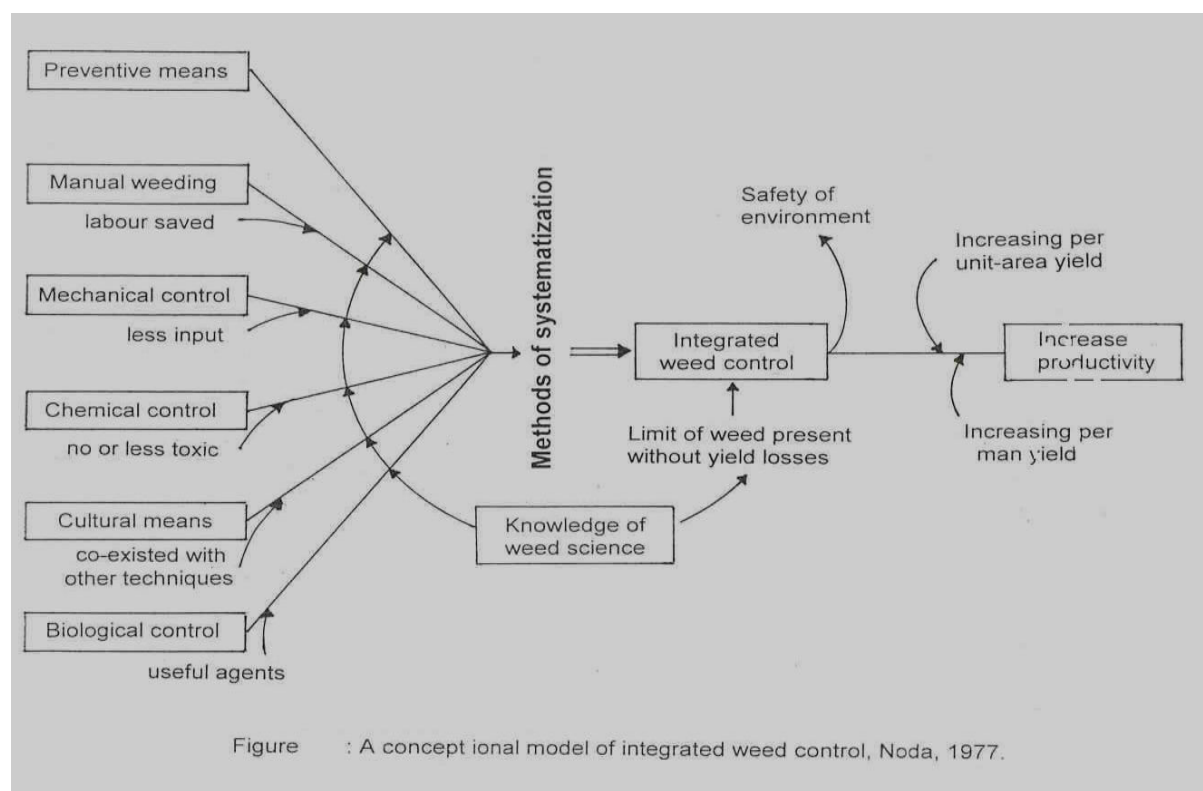 Preventive means
Manual weeding
labour saved
Mechanical control
less input
Chemical control
no or less toxic
Cultural means
co-existed with
other techniques
Biological control
useful agents
Methods of systematization
Knowledge of
weed science
Integrated
weed control
Limit of weed present
without yield losses
Safety of
environment
Increasing per
unit-area yield
Increasing per
man yield
Increase
productivity
Figure : A concept ional model of integrated weed control, Noda, 1977.